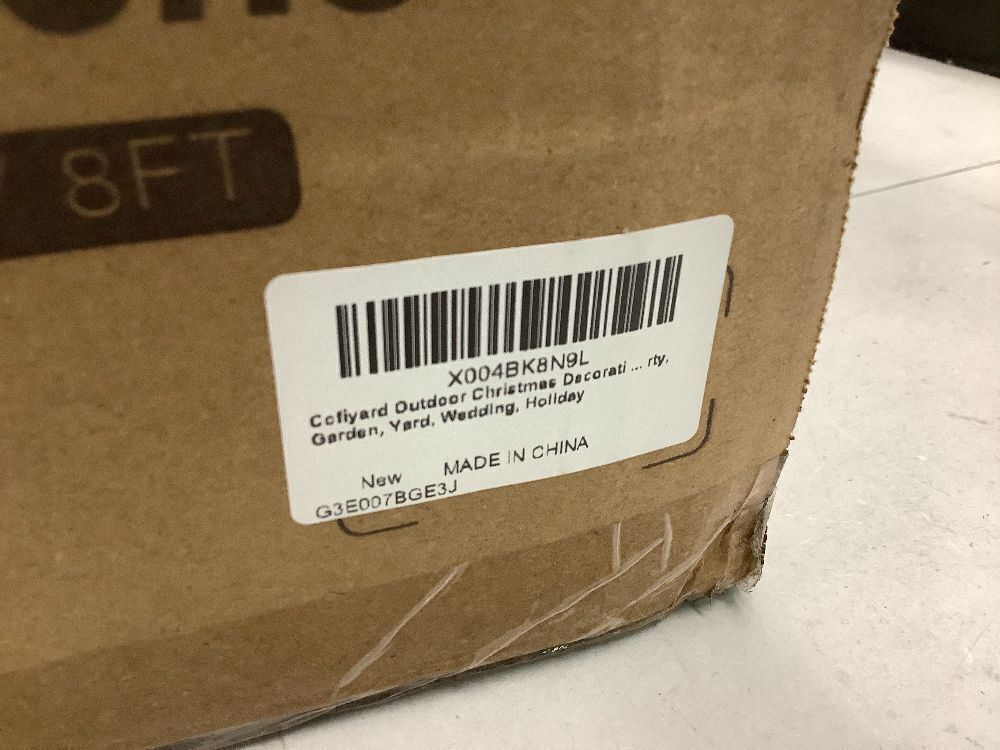 8FT
X004BK8N9L
Cofiyard Outdoor Christmas Decorati ... rty,
Garden, Yard, Wedding, Holiday
New MADE IN CHINA
G3E007BGE3J